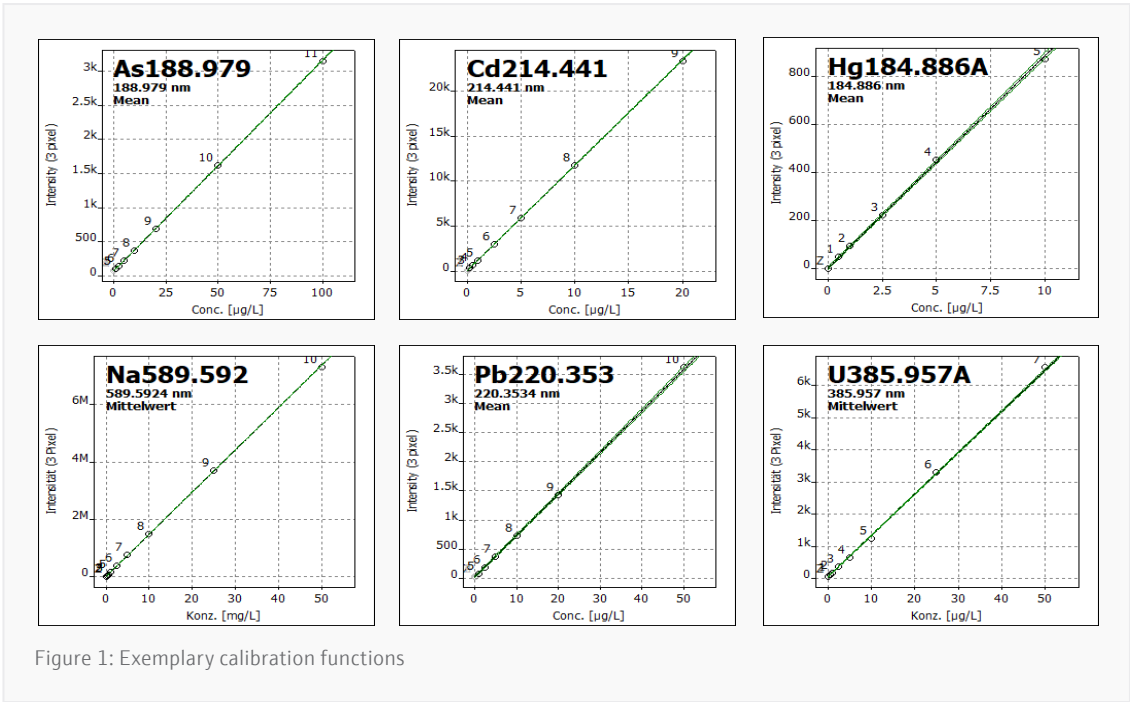 As188.979
188.979 nm
Mean
Intensity (3 pixel)
3k
2.5k
2k
1.5k
1k
500
0
11
10
9
8
7
6
0 25 50 75 100
Conc. [µg/L]
Cd214.441
214.441 nm
Mean
Intensity (3 pixel)
20k
15k
10k
5k
0
9
8
7
6
5
0 5 10 15 20
Conc. [µg/L]
Hg184.886A
184.886 nm
Mean
Intensity (3 pixel)
800
600
400
200
0
5
4
3
2
1
Z
0 2.5 5 7.5 10
Conc. [µg/L]
Na589.592
589.5924 nm
Mittelwert
Intensität (3 Pixel)
6M
4M
2M
0
10
9
8
7
6
0 10 20 30 40 50
Konz. [mg/L]
Pb220.353
220.3534 nm
Mean
Intensity (3 pixel)
3.5k
3k
2.5k
2k
1.5k
1k
500
0
10
9
8
7
6
5
0 10 20 30 40 50
Conc. [µg/L]
U385.957A
385.957 nm
Mittelwert
Intensität (3 Pixel)
6k
5k
4k
3k
2k
1k
0
7
6
5
4
3
0 10 20 30 40 50
Konz. [µg/L]
Figure 1: Exemplary calibration functions